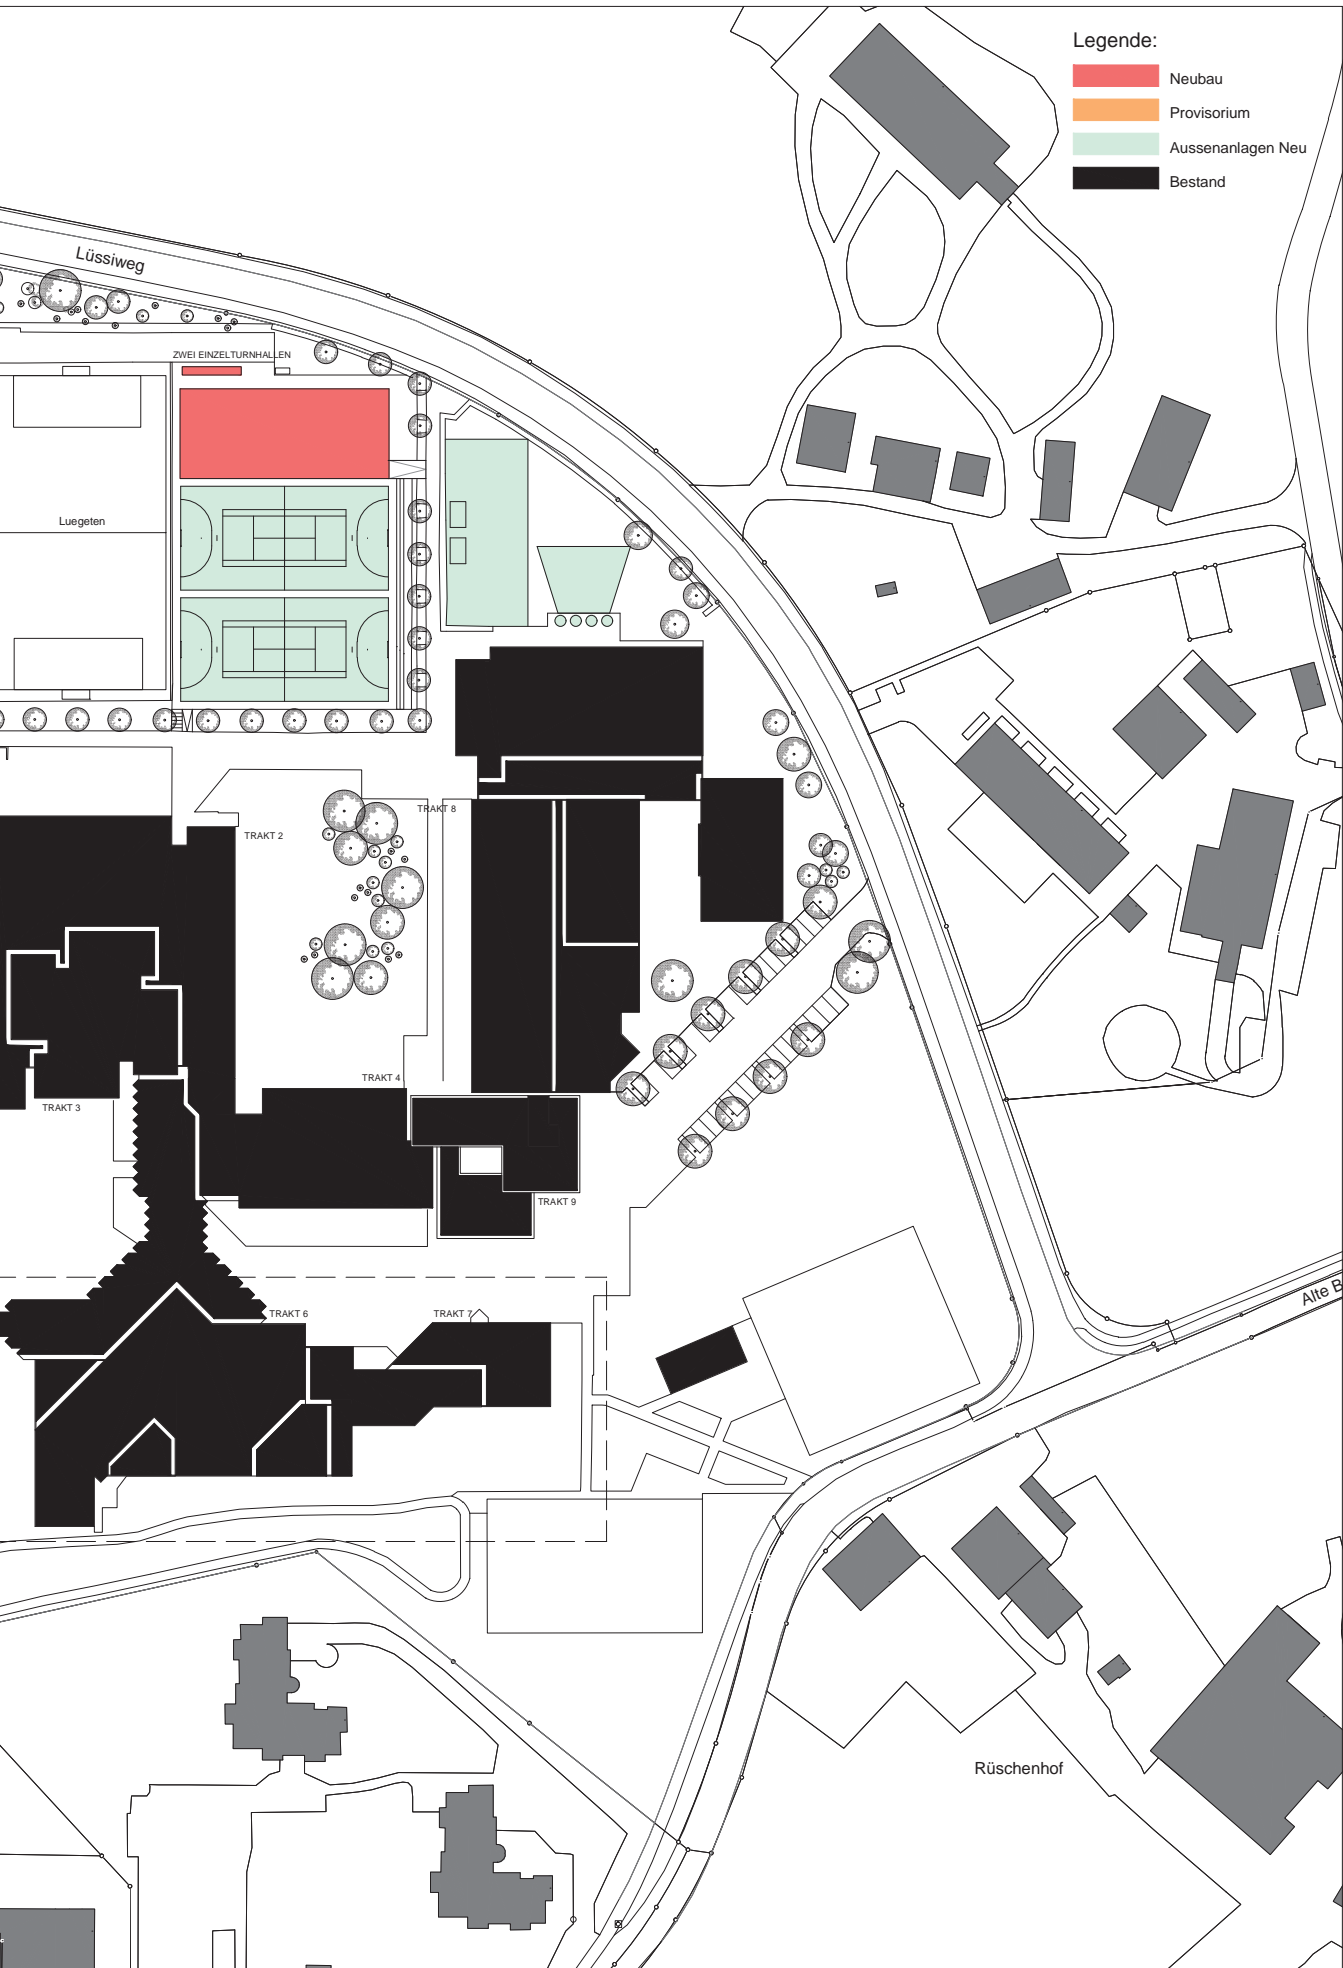 Legende:
Neubau
Provisorium
Aussenanlagen Neu
Bestand
Lüssiweg
ZWEI EINZELTURNHALLEN
Luegeten
TRAKT 8
TRAKT 2
TRAKT 4
TRAKT 3
TRAKT 9
TRAKT 6
TRAKT 7
Alte B
Rüschenhof